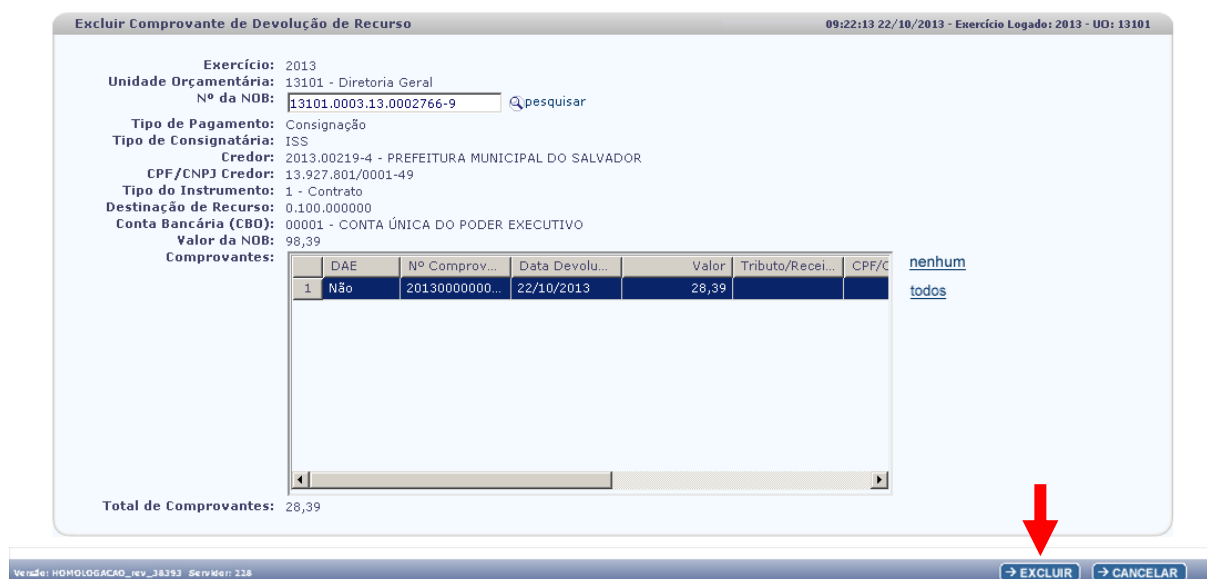 Excluir Comprovante de Devolução de Recurso 09:22:13 22/10/2013 - Exercício Logado: 2013 - UO: 13101
Exercício: 2013
Unidade Orçamentária: 13101 - Diretoria Geral
Nº da NOB: 13101.0003.13.0002766-9 pesquisar
Tipo de Pagamento: Consignação
Tipo de Consignatária: ISS
Credor: 2013.00219-4 - PREFEITURA MUNICIPAL DO SALVADOR
CPF/CNPJ Credor: 13.927.801/0001-49
Tipo do Instrumento: 1 - Contrato
Destinação de Recurso: 0.100.000000
Conta Bancária (CBO): 00001 - CONTA ÚNICA DO PODER EXECUTIVO
Valor da NOB: 98,39
Comprovantes:
DAE Nº Comprov... Data Devolu... Valor Tributo/Recei... CPF/C nenhum
1 Não 20130000000... 22/10/2013 28,39 todos
Total de Comprovantes: 28,39
Versão: HOMOLOGACAO_rev_38393 Servidor: 228 EXCLUIR CANCELAR